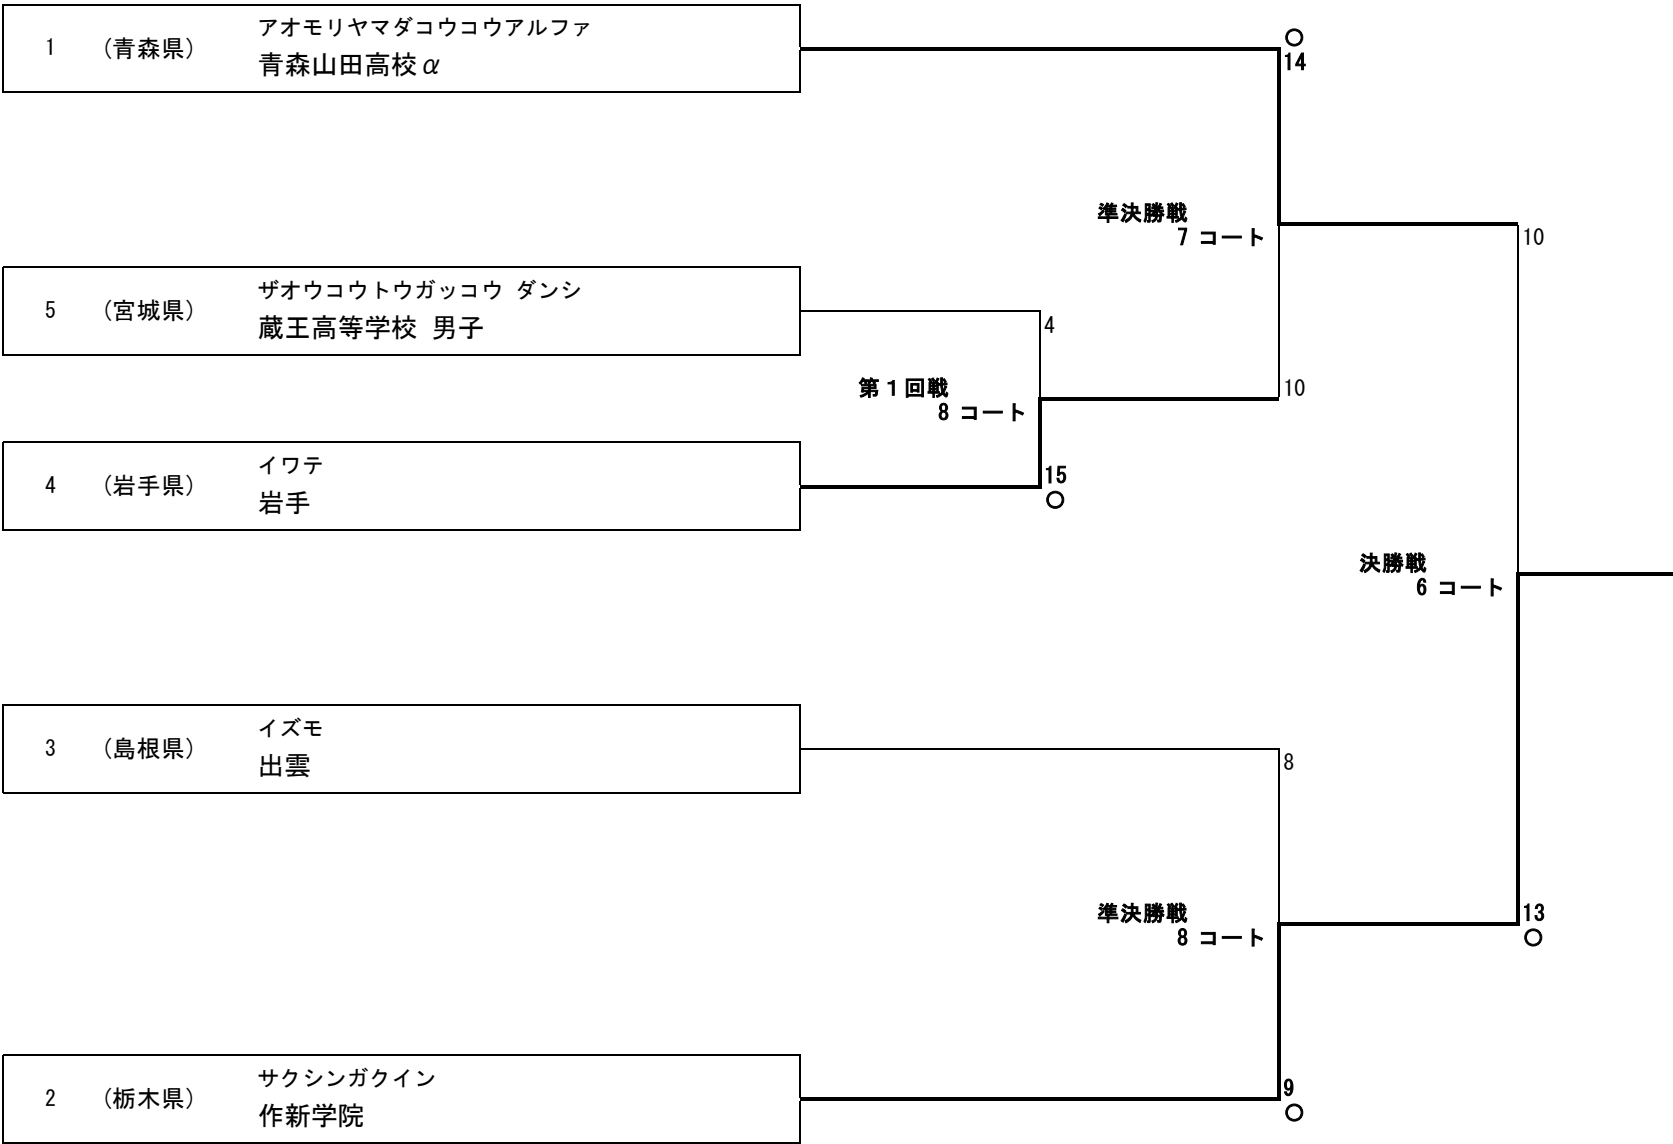 アオモリヤマダコウコウアルファ
1 (青森県) 青森山田高校α
○
14
準決勝戦
7 コート
10
ザオウコウトウガッコウ ダンシ
5 (宮城県) 蔵王高等学校 男子
4
第1回戦
8 コート
10
イワテ
4 (岩手県) 岩手
15
○
決勝戦
6 コート
イズモ
3 (島根県) 出雲
8
準決勝戦
8 コート
13
○
サクシンガクイン
2 (栃木県) 作新学院
9
○